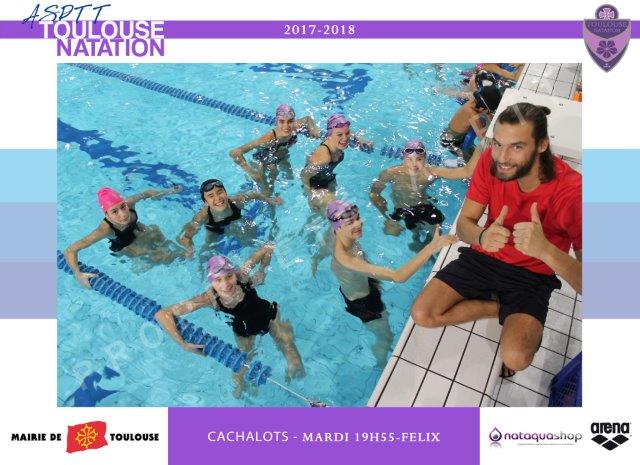 ASPTT
TOULOUSE
NATATION
2017-2018
TOULOUSE
NATATION
CACHALOTS - MARDI 19H55-FELIX
MAIRIE DE TOULOUSE
nataquashop
arena